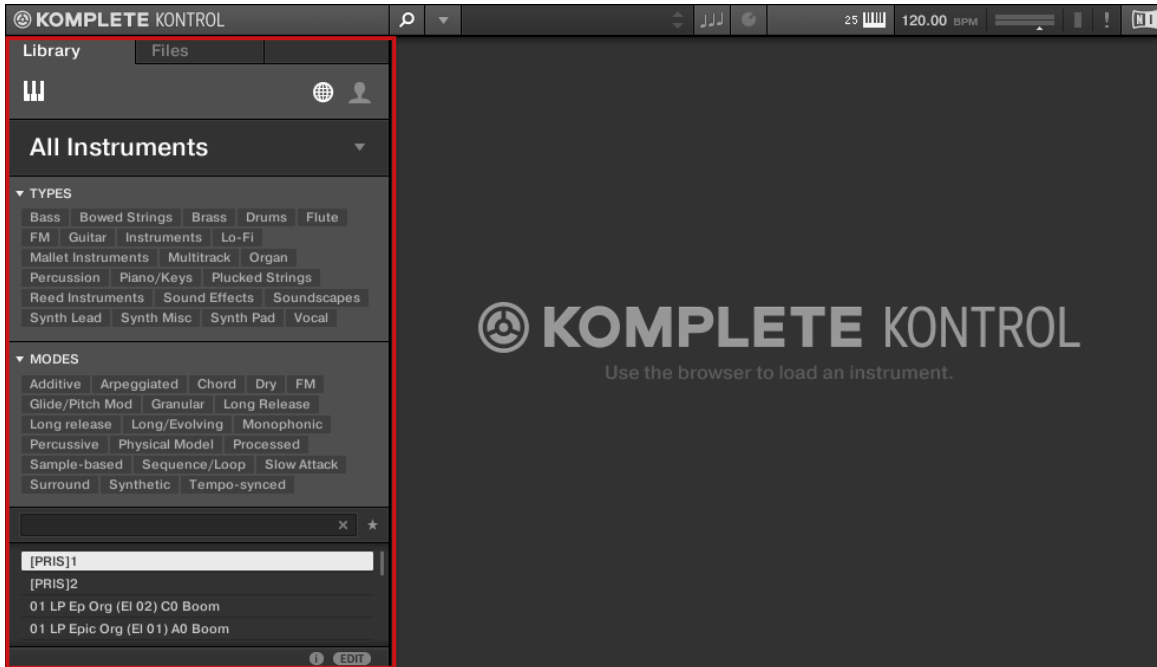 KOMPLETE KONTROL
25 120.00 BPM
Library Files
All Instruments
TYPES
Bass Bowed Strings Brass Drums Flute
FM Guitar Instruments Lo-Fi
Mallet Instruments Multitrack Organ
Percussion Piano/Keys Plucked Strings
Reed Instruments Sound Effects Soundscapes
Synth Lead Synth Misc Synth Pad Vocal
MODES
Additive Arpeggiated Chord Dry FM
Glide/Pitch Mod Granular Long Release
Long release Long/Evolving Monophonic
Percussive Physical Model Processed
Sample-based Sequence/Loop Slow Attack
Surround Synthetic Tempo-synced
[PRIS]1
[PRIS]2
01 LP Ep Org (El 02) C0 Boom
01 LP Epic Org (El 01) A0 Boom
EDIT
KOMPLETE KONTROL
Use the browser to load an instrument.